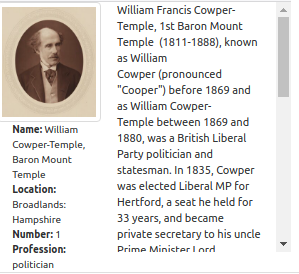 William Francis Cowper-
Temple, 1st Baron Mount
Temple (1811-1888), known
as William
Cowper (pronounced
"Cooper") before 1869 and
as William Cowper-
Temple between 1869 and
1880, was a British Liberal
Party politician and
statesman. In 1835, Cowper
was elected Liberal MP for
Hertford, a seat he held for
33 years, and became
private secretary to his uncle
Prime Minister Lord
Name: William
Cowper-Temple,
Baron Mount
Temple
Location:
Broadlands:
Hampshire
Number: 1
Profession:
politician